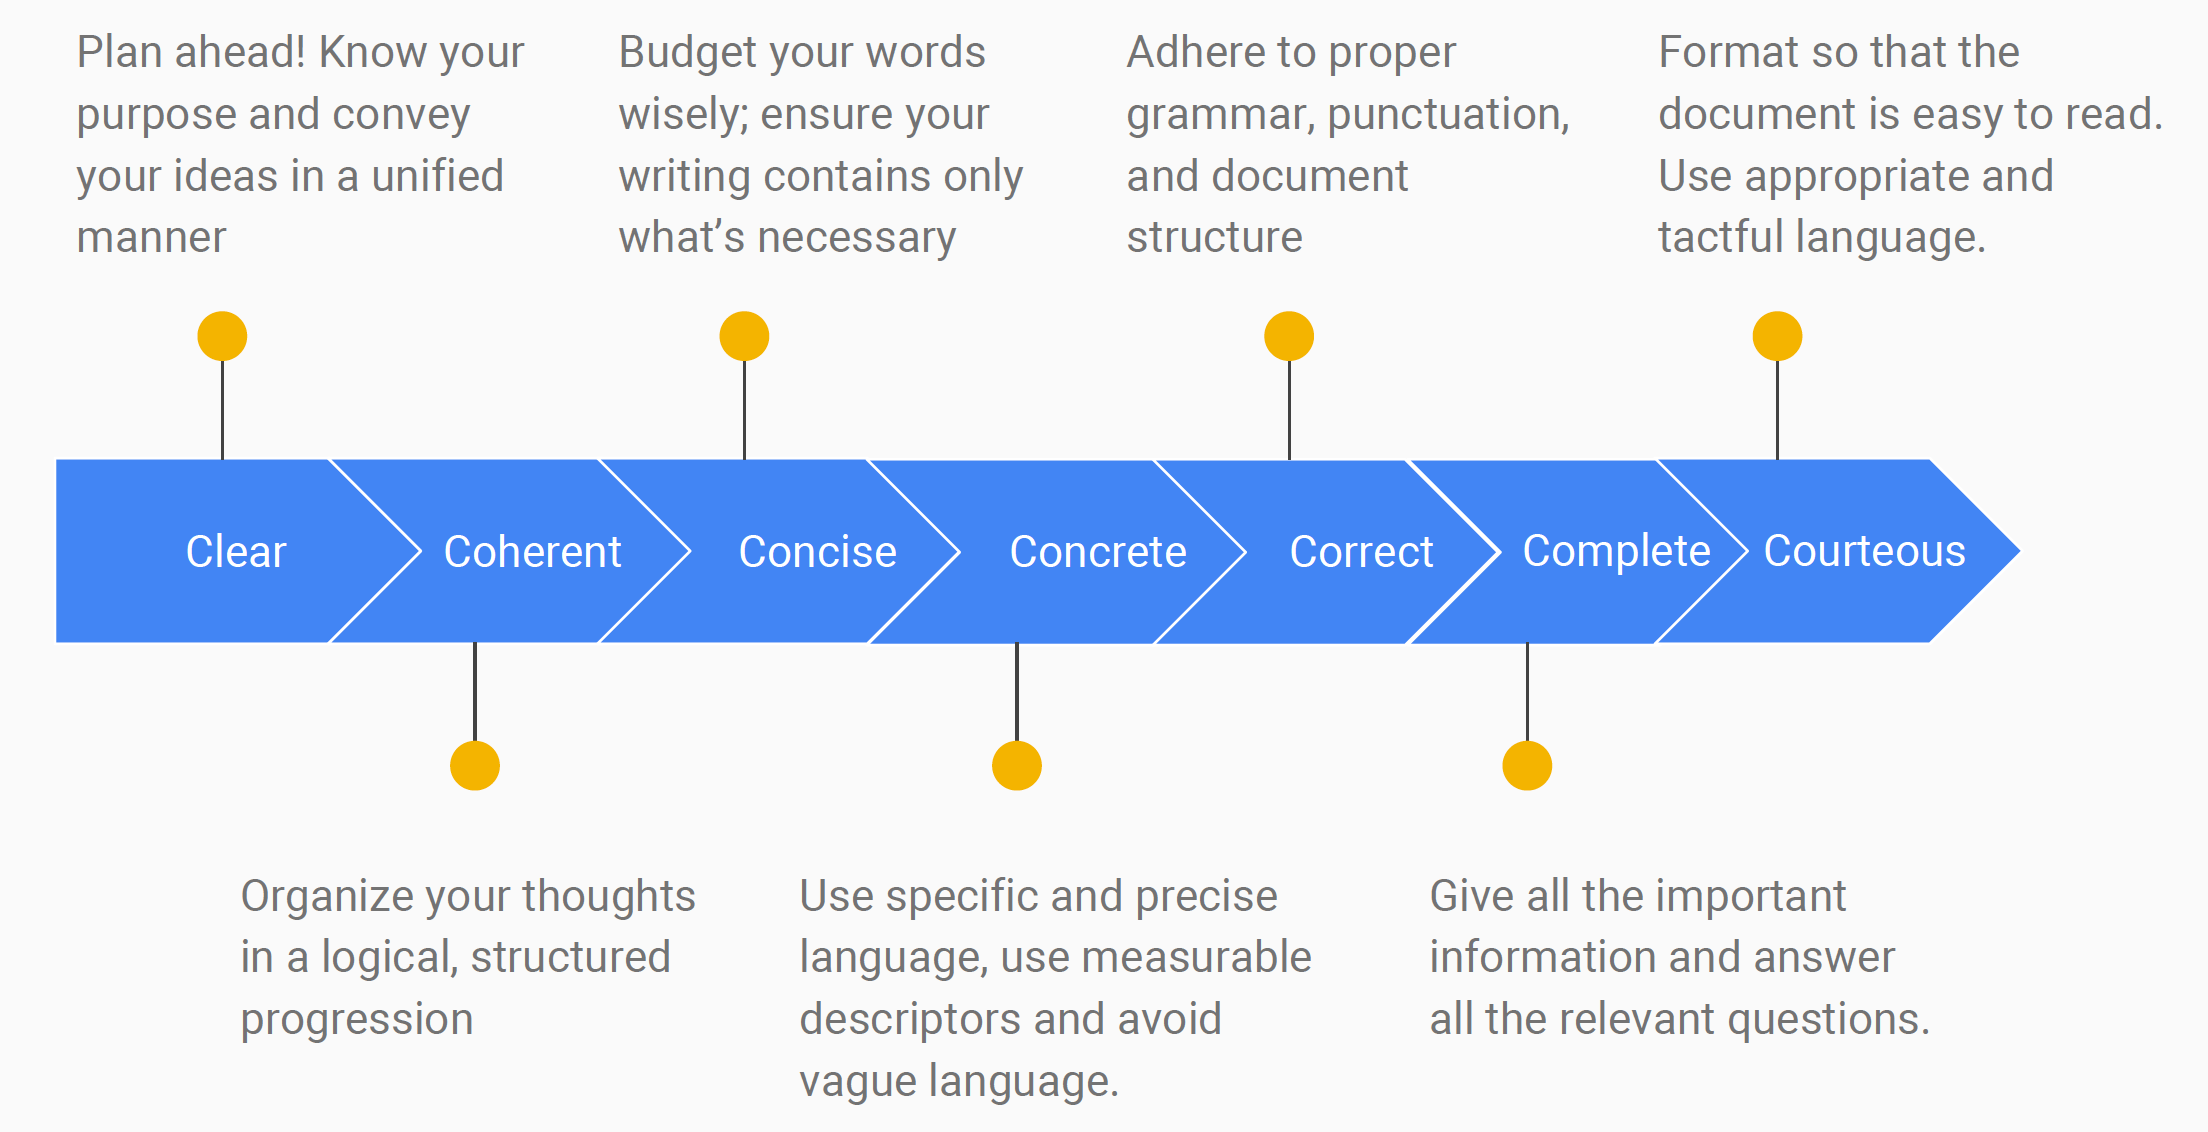 Plan ahead! Know your
purpose and convey
your ideas in a unified
manner
Budget your words
wisely; ensure your
writing contains only
what’s necessary
Adhere to proper
grammar, punctuation,
and document
structure
Format so that the
document is easy to read.
Use appropriate and
tactful language.
Clear
Coherent
Concise
Concrete
Correct
Complete
Courteous
Organize your thoughts
in a logical, structured
progression
Use specific and precise
language, use measurable
descriptors and avoid
vague language.
Give all the important
information and answer
all the relevant questions.